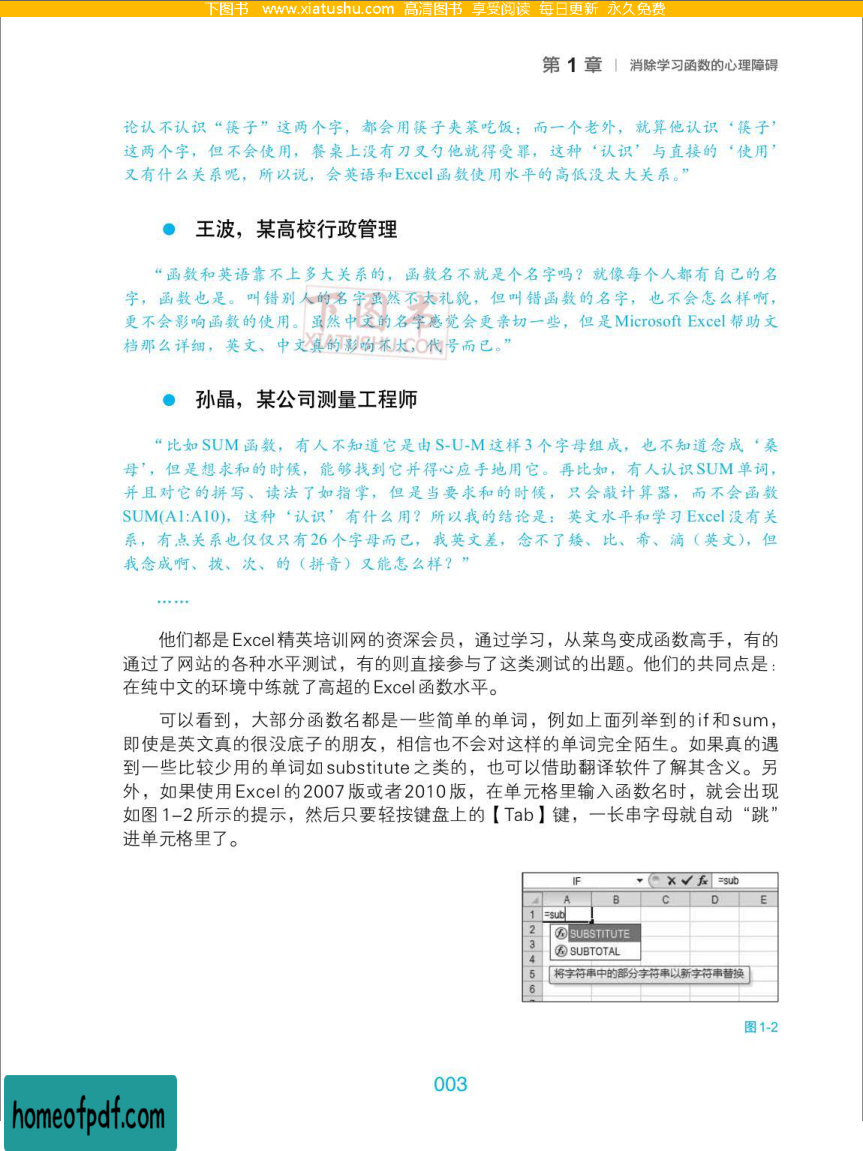 下图书 www.xiatushu.com 高清图书 享受阅读 每日更新 永久免费
第 1 章 | 消除学习函数的心理障碍
论认不认识“筷子”这两个字，都会用筷子夹菜吃饭；而一个老外，就算他认识‘筷子’
这两个字，但不会使用，餐桌上没有刀叉勺他就得受罪，这种‘认识’与直接的‘使用’
又有什么关系呢，所以说，会英语和Excel函数使用水平的高低没太大关系。”
● 王波，某高校行政管理
“函数和英语靠不上多大关系的，函数名不就是个名字吗？就像每个人都有自己的名
字，函数也是。叫错别人的名字虽然不太礼貌，但叫错函数的名字，也不会怎么样啊，
更不会影响函数的使用。虽然中文的名字感觉会更亲切一些，但是Microsoft Excel帮助文
档那么详细，英文、中文真的影响不大，代号而已。”
下图书
XIATUSHU.COM
● 孙晶，某公司测量工程师
“比如SUM函数，有人不知道它是由S-U-M这样3个字母组成，也不知道念成‘桑
母’，但是想求和的时候，能够找到它并得心应手地用它。再比如，有人认识SUM单词，
并且对它的拼写、读法了如指掌，但是当要求和的时候，只会敲计算器，而不会函数
SUM(A1:A10)，这种‘认识’有什么用？所以我的结论是：英文水平和学习Excel没有关
系，有点关系也仅仅只有26个字母而已，我英文差，念不了矮、比、希、滴（英文），但
我念成啊、拨、次、的（拼音）又能怎么样？”
……
他们都是Excel精英培训网的资深会员，通过学习，从菜鸟变成函数高手，有的
通过了网站的各种水平测试，有的则直接参与了这类测试的出题。他们的共同点是：
在纯中文的环境中练就了高超的Excel函数水平。
可以看到，大部分函数名都是一些简单的单词，例如上面列举到的if和sum，
即使是英文真的很没底子的朋友，相信也不会对这样的单词完全陌生。如果真的遇
到一些比较少用的单词如substitute之类的，也可以借助翻译软件了解其含义。另
外，如果使用Excel的2007版或者2010版，在单元格里输入函数名时，就会出现
如图1-2所示的提示，然后只要轻按键盘上的【Tab】键，一长串字母就自动“跳”
进单元格里了。
IF fx =sub
A B C D E
1 =sub
2 fx SUBSTITUTE
3 fx SUBTOTAL
4
5 将字符串中的部分字符串以新字符串替换
6
图1-2
003
homeofpdf.com